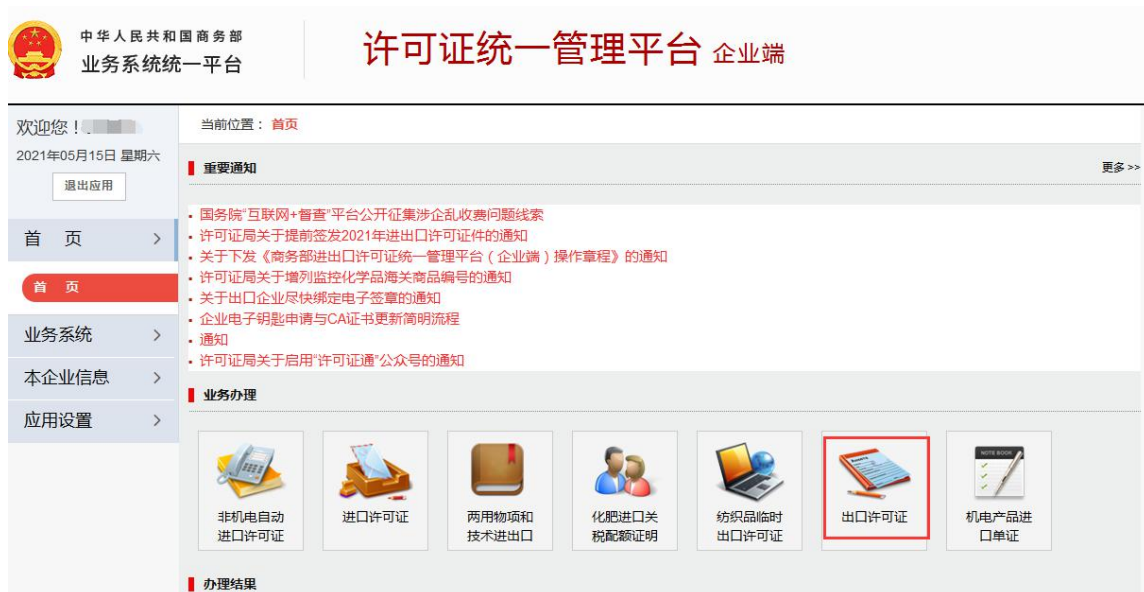 中华人民共和国商务部
业务系统统一平台
许可证统一管理平台 企业端
欢迎您！
2021年05月15日 星期六
退出应用
首 页
首 页
业务系统
本企业信息
应用设置
当前位置： 首页
重要通知
更多>>
国务院“互联网+督查”平台公开征集涉企乱收费问题线索
许可证局关于提前签发2021年进出口许可证件的通知
关于下发《商务部进出口许可证统一管理平台（企业端）操作章程》的通知
许可证局关于增列监控化学品海关商品编号的通知
关于出口企业尽快绑定电子签章的通知
企业电子钥匙申请与CA证书更新简明流程
通知
许可证局关于启用“许可证通”公众号的通知
业务办理
非机电自动
进口许可证
进口许可证
两用物项和
技术进出口
化肥进口关
税配额证明
纺织品临时
出口许可证
出口许可证
NOTE BOOK
机电产品进
口单证
办理结果